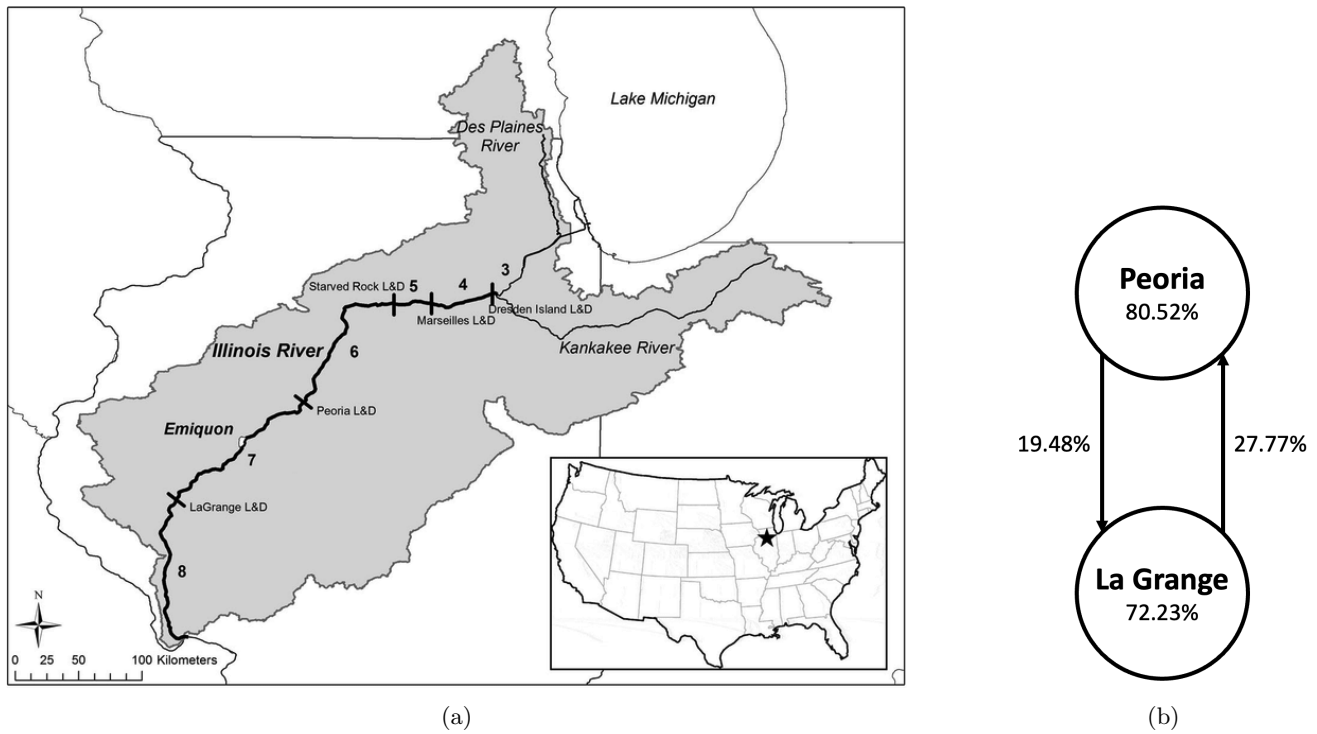 Lake Michigan
Des Plaines
River
3
Starved Rock L&D
5
4
Dresden Island L&D
Marseilles L&D
Illinois River
6
Kankakee River
Peoria L&D
Emiquon
7
LaGrange L&D
8
N
0 25 50 100 Kilometers
(a)
Peoria
80.52%
19.48%
27.77%
La Grange
72.23%
(b)